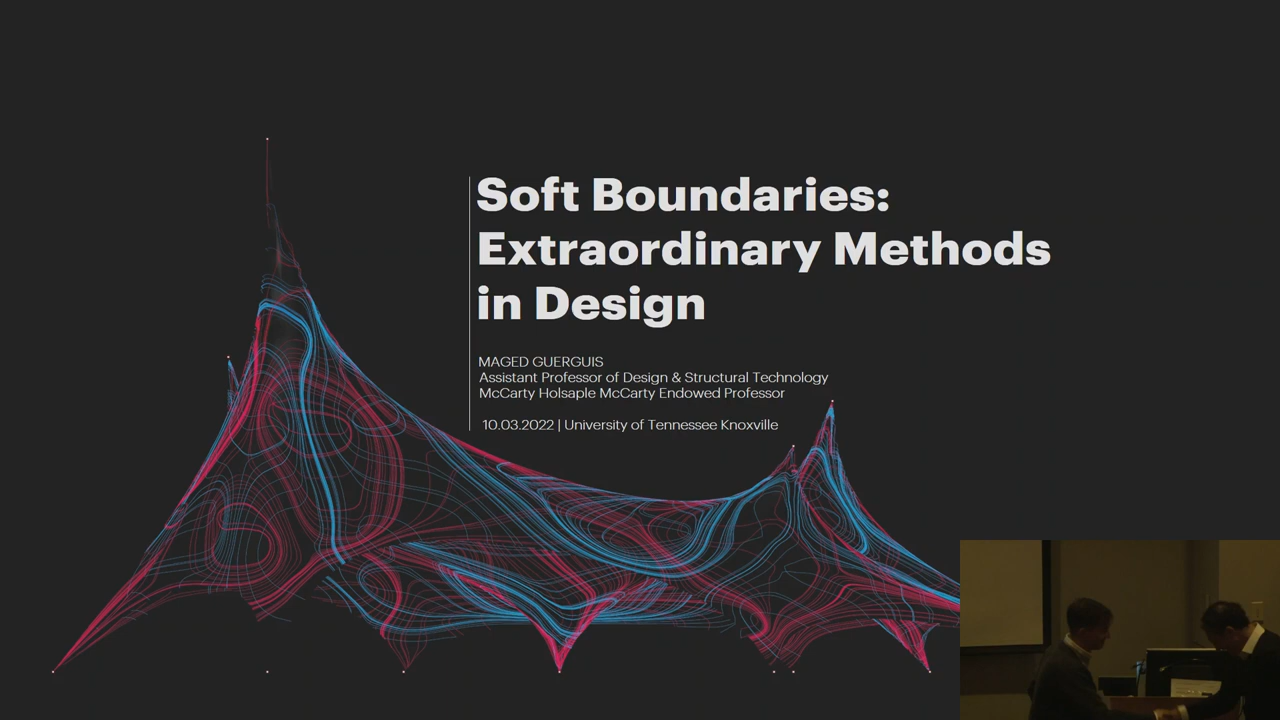 Soft Boundaries:
Extraordinary Methods
in Design
MAGED GUERGUIS
Assistant Professor of Design & Structural Technology
McCarty Holsaple McCarty Endowed Professor
10.03.2022 | University of Tennessee Knoxville